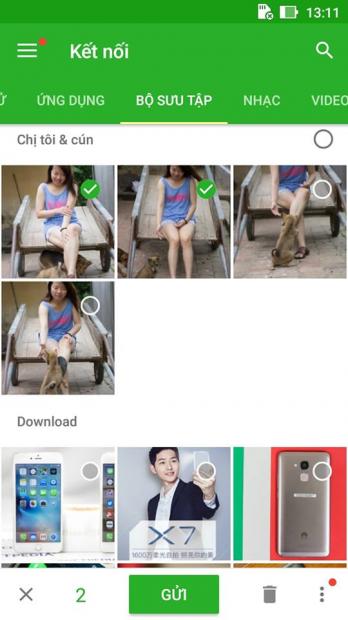 13:11
Kết nối
ỨNG DỤNG BỘ SƯU TẬP NHẠC VIDEO
Chị tôi & cún
Download
X7
1600万柔光自拍 照亮你的美
2 GỬI